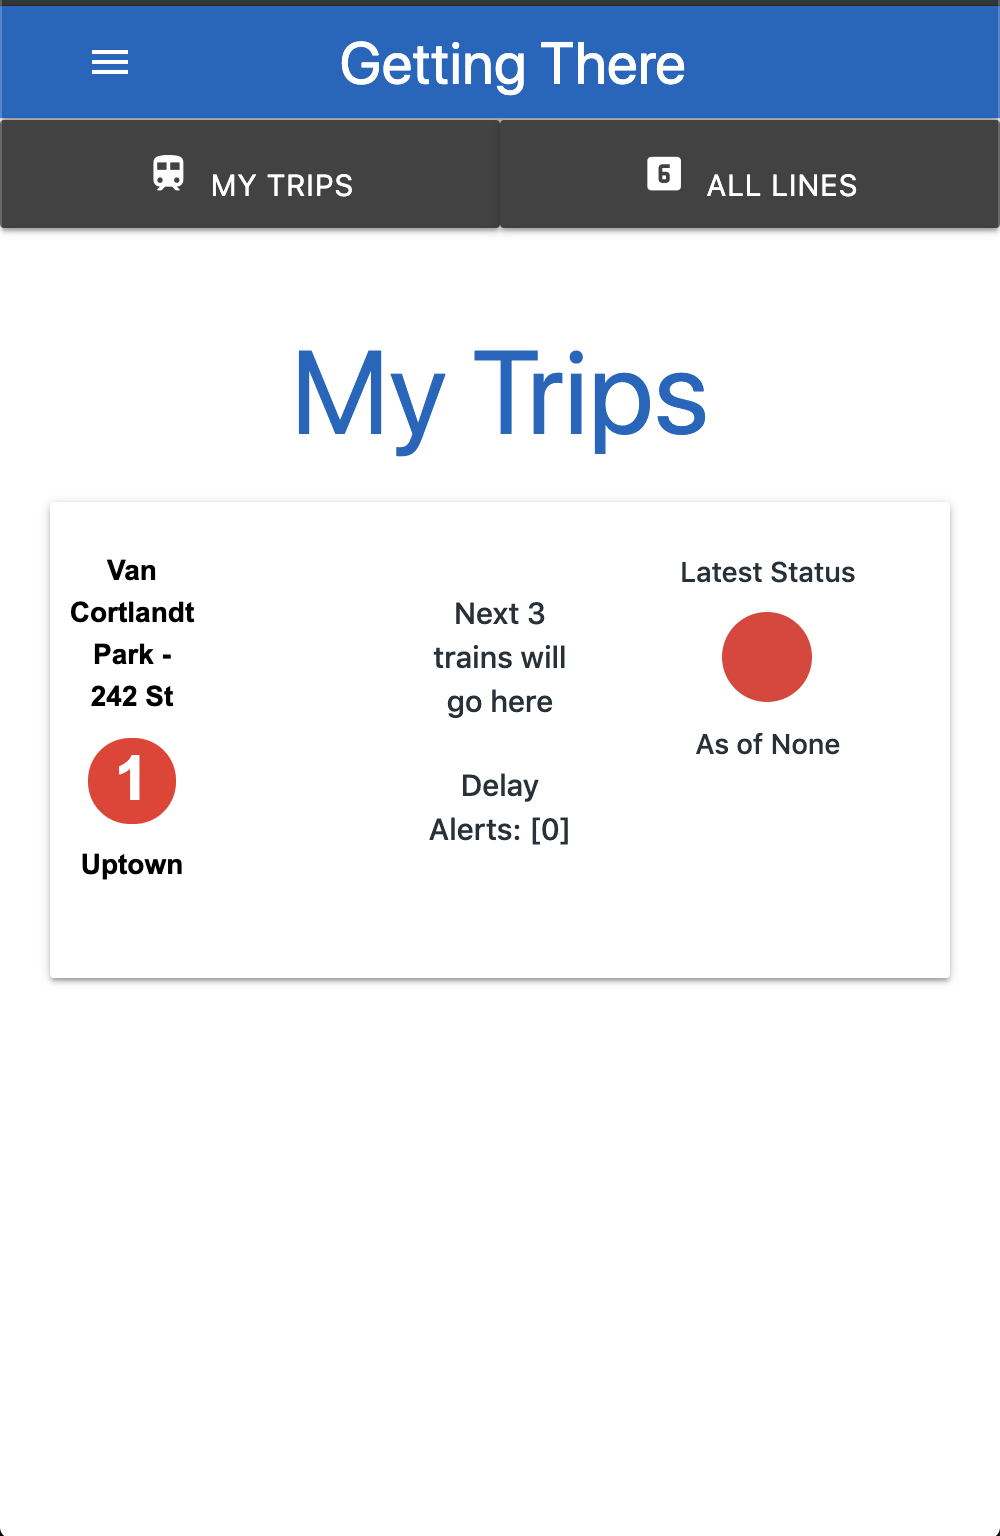 Getting There
MY TRIPS
6
ALL LINES
My Trips
Van
Cortlandt
Park -
242 St
1
Uptown
Next 3
trains will
go here
Delay
Alerts: [0]
Latest Status
As of None